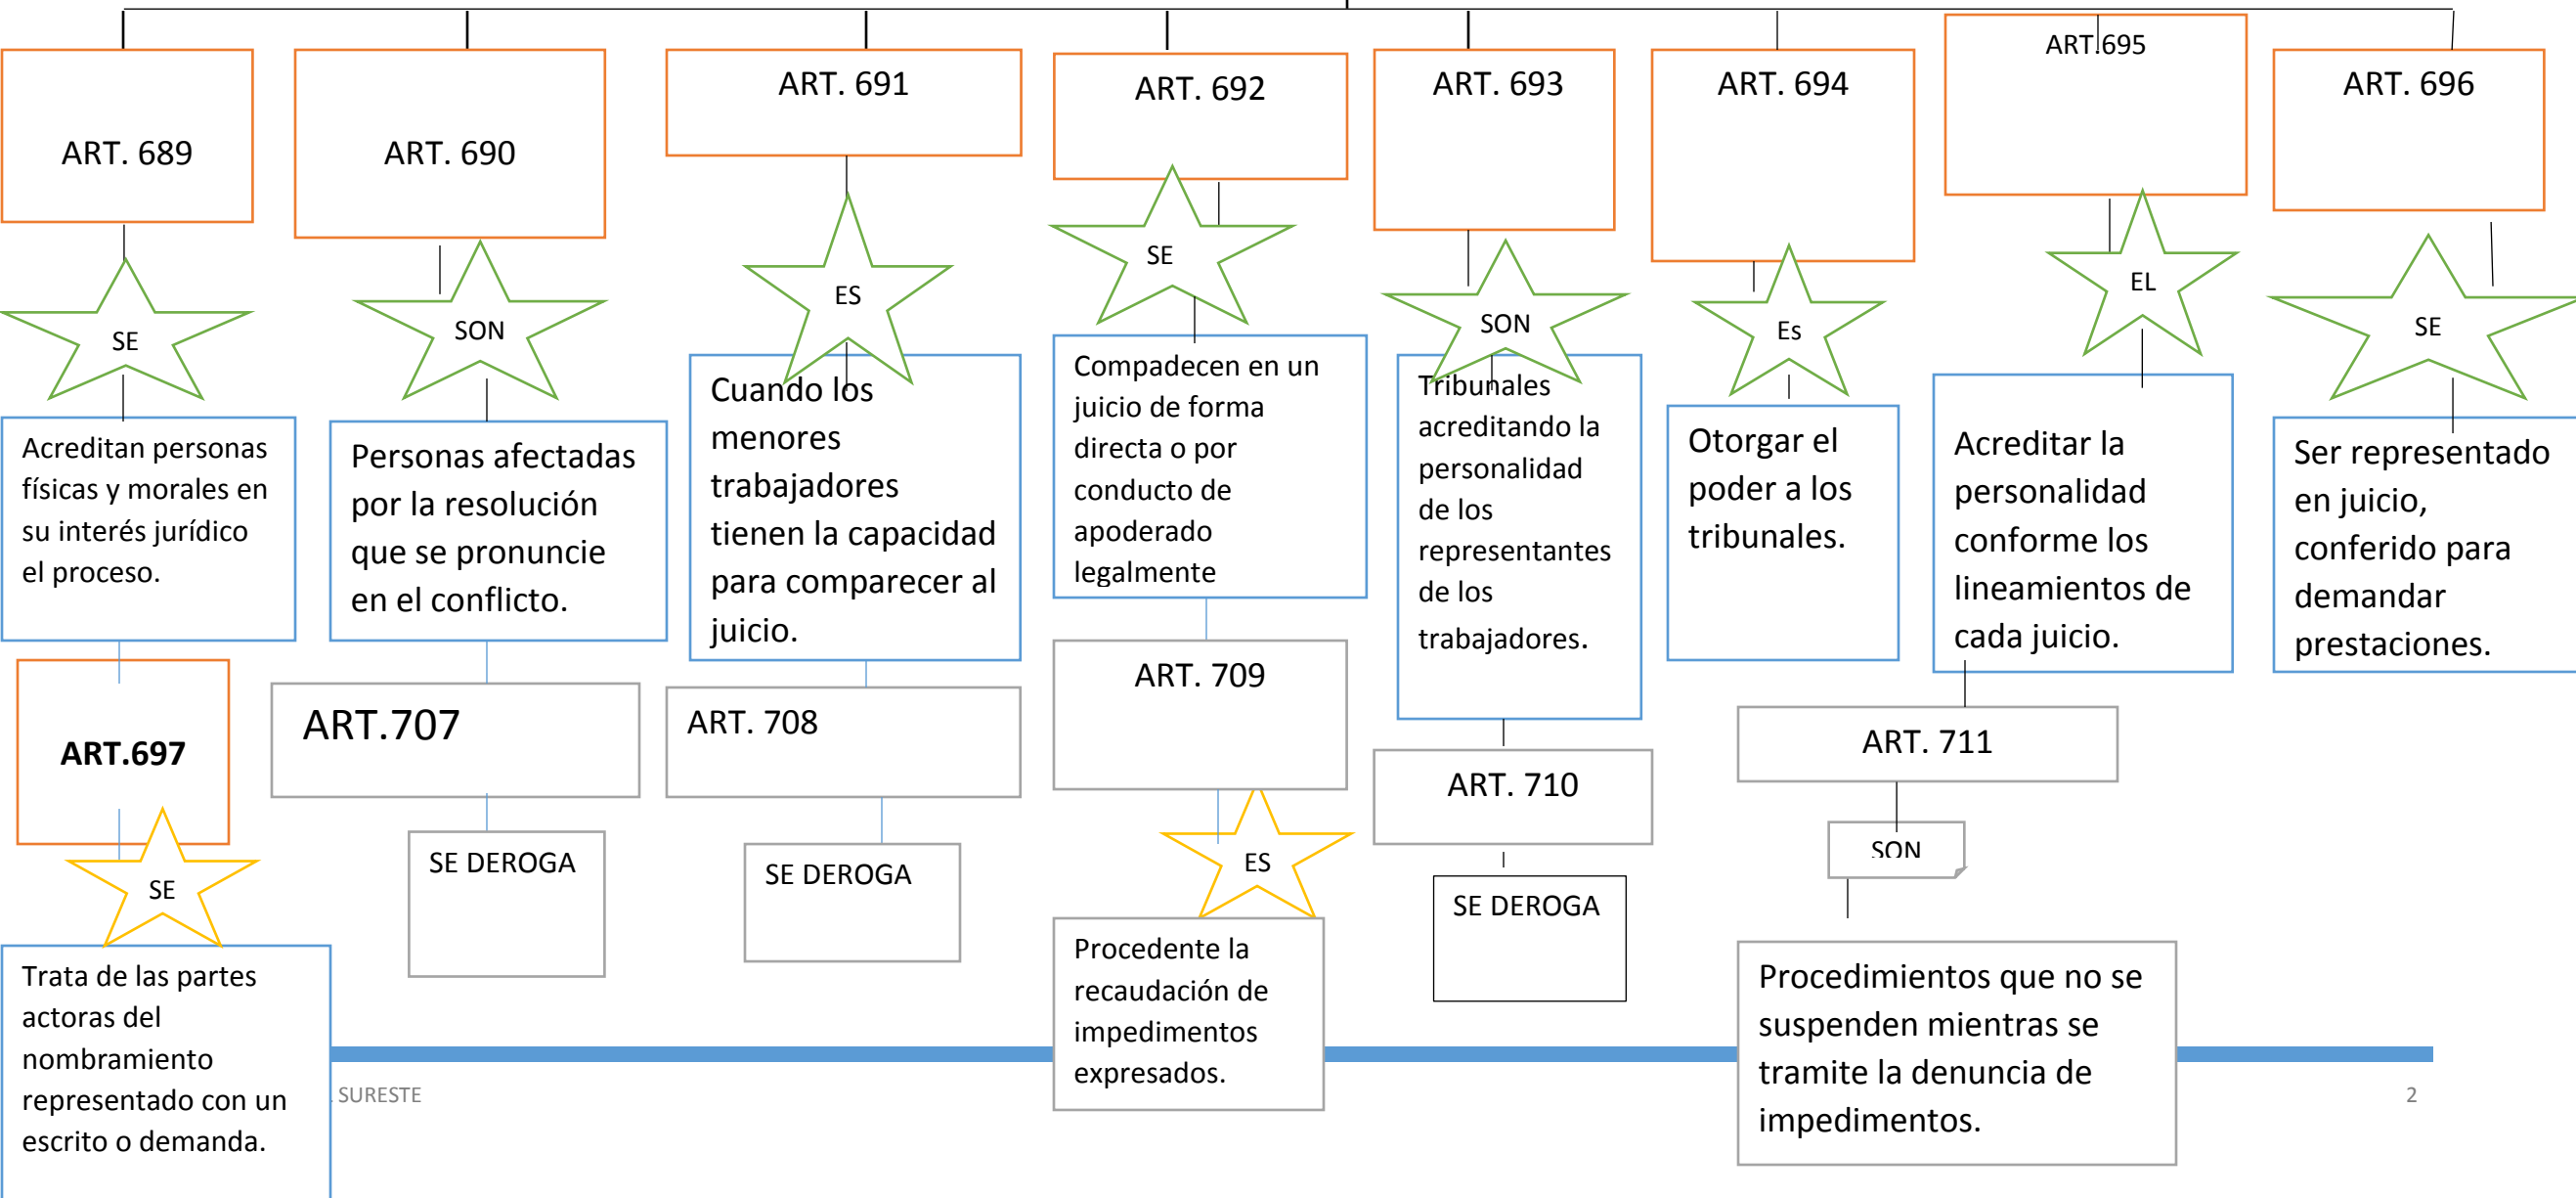 ART. 689
SE
Acreditan personas
físicas y morales en
su interés jurídico
el proceso.
ART.697
SE
Trata de las partes
actoras del
nombramiento
representado con un
escrito o demanda.
ART. 690
SON
Personas afectadas
por la resolución
que se pronuncie
en el conflicto.
ART.707
SE DEROGA
ART. 691
ES
Cuando los
menores
trabajadores
tienen la capacidad
para comparecer al
juicio.
ART. 708
SE DEROGA
ART. 692
SE
Compadecen en un
juicio de forma
directa o por
conducto de
apoderado
legalmente
ART. 709
ES
Procedente la
recaudación de
impedimentos
expresados.
ART. 693
SON
Tribunales
acreditando la
personalidad
de los
representantes
de los
trabajadores.
ART. 710
SE DEROGA
ART. 694
Es
Otorgar el
poder a los
tribunales.
ART.695
EL
Acreditar la
personalidad
conforme los
lineamientos de
cada juicio.
ART. 711
SON
Procedimientos que no se
suspenden mientras se
tramite la denuncia de
impedimentos.
ART. 696
SE
Ser representado
en juicio,
conferido para
demandar
prestaciones.
SURESTE
2